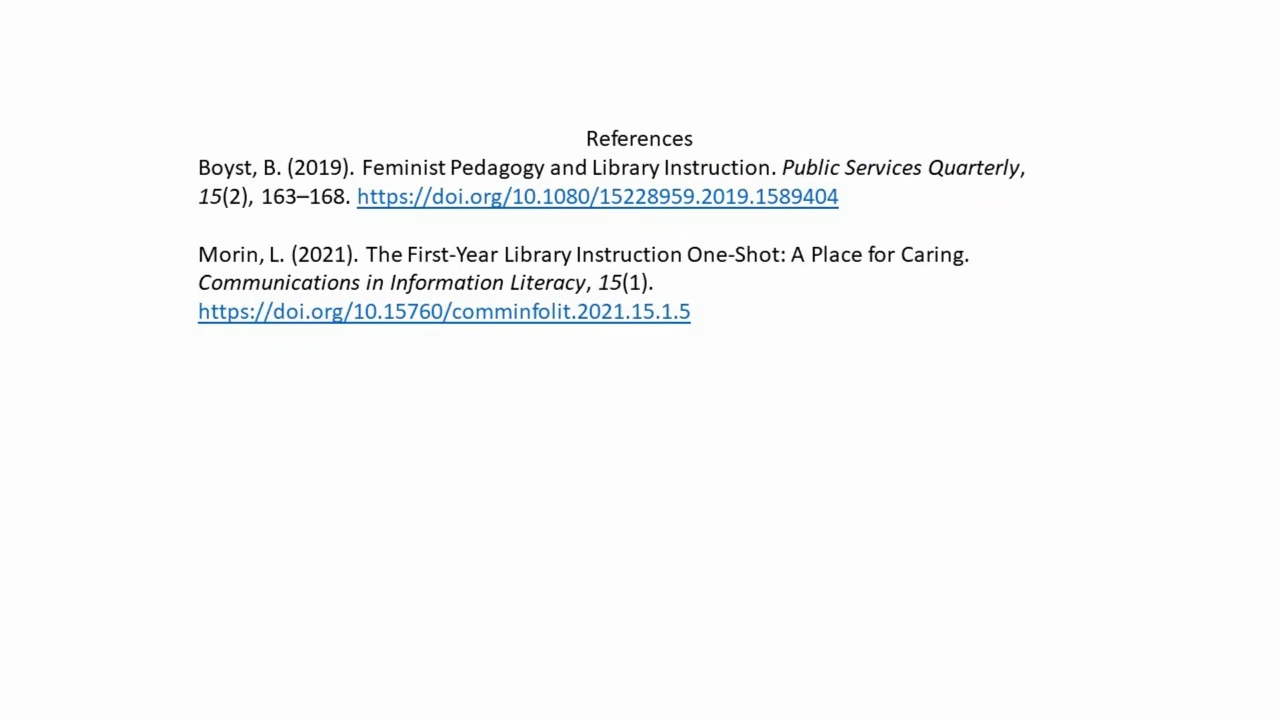 References
Boyst, B. (2019). Feminist Pedagogy and Library Instruction. Public Services Quarterly,
15(2), 163–168. https://doi.org/10.1080/15228959.2019.1589404
Morin, L. (2021). The First-Year Library Instruction One-Shot: A Place for Caring.
Communications in Information Literacy, 15(1).
https://doi.org/10.15760/comminfolit.2021.15.1.5